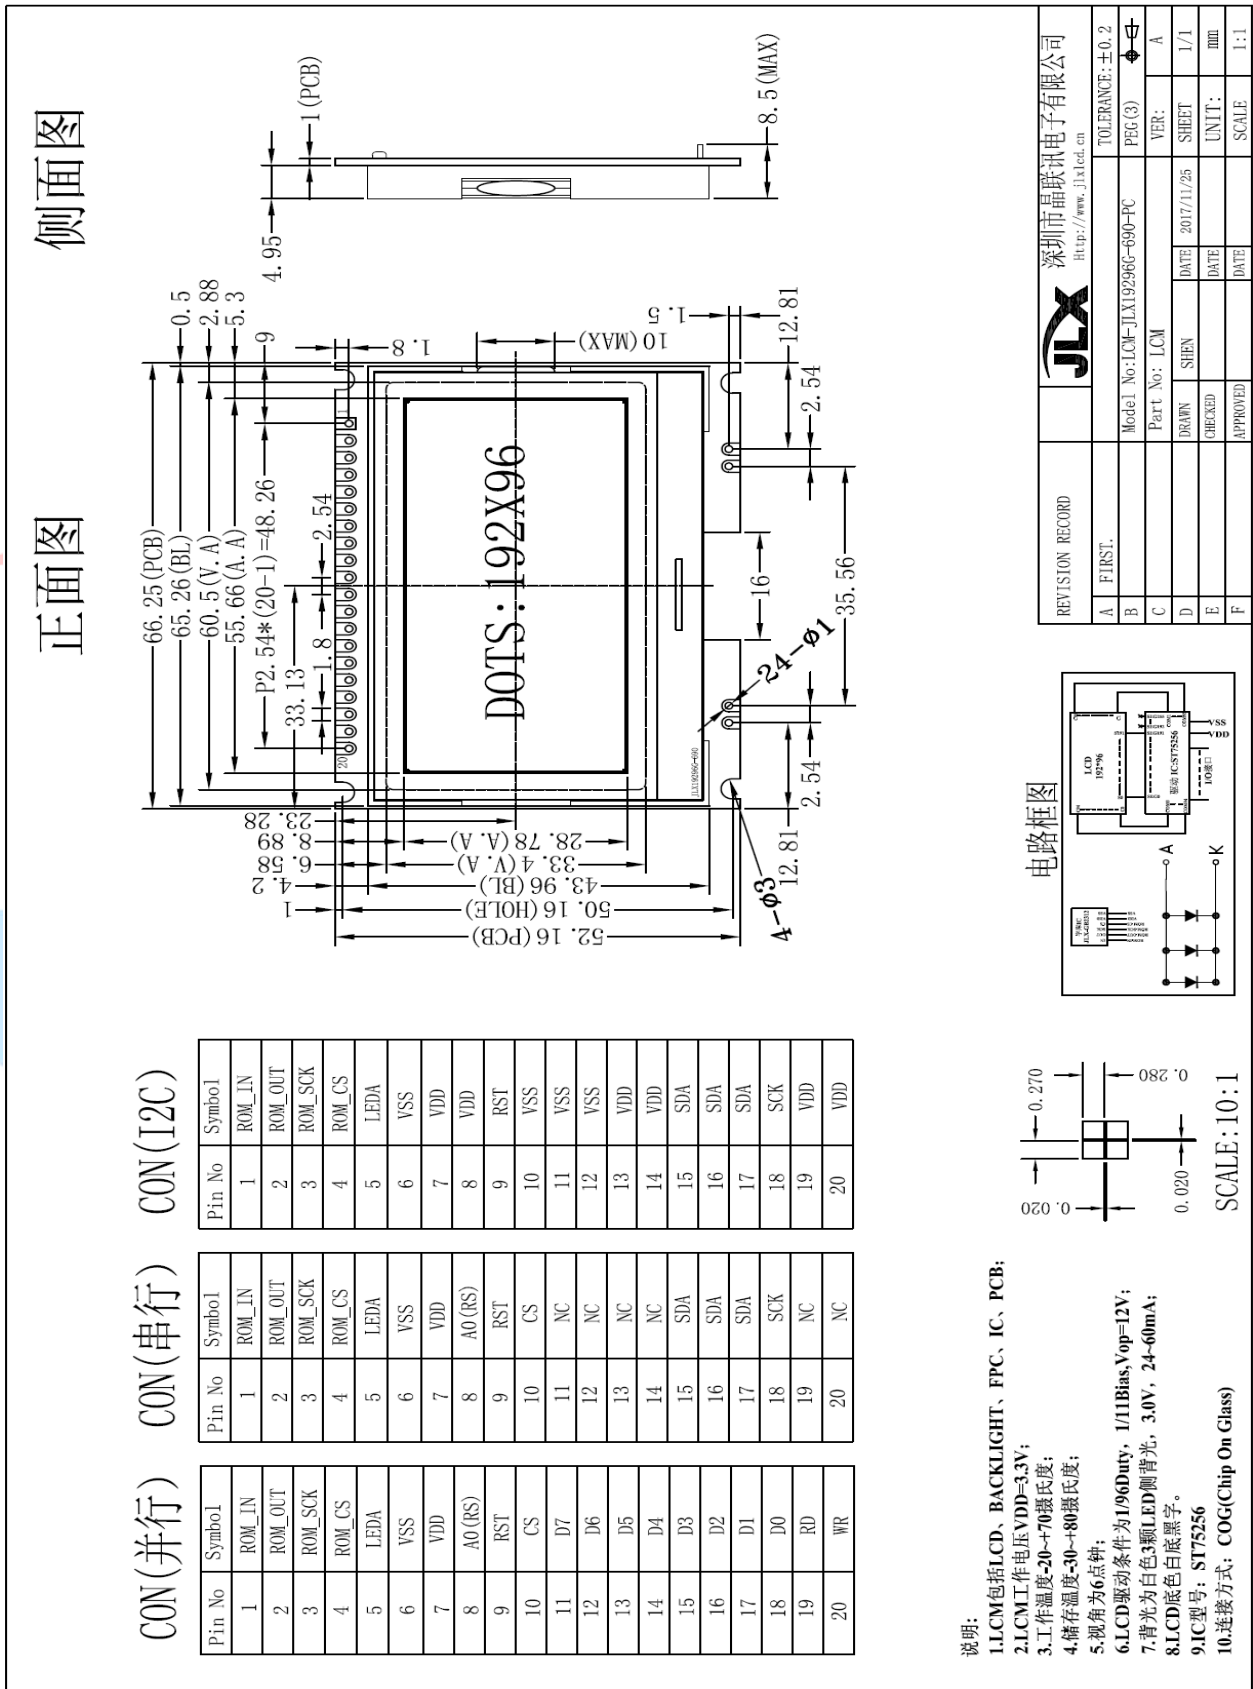 正面图
侧面图
66.25(PCB)
65.26(BL)
60.5(V.A)
55.66(A.A)
P2.54*(20-1)=48.26
33.13
1.8
2.54
0.5
2.88
5.3
9
1.8
20
1
DOTS:192X96
JLX19296G-690
23.28
8.89
6.58
4.2
1
28.78(A.A)
33.4(V.A)
43.96(BL)
50.16(HOLE)
52.16(PCB)
10(MAX)
1.5
12.81
2.54
16
35.56
24-Ø1
2.54
12.81
4-ø3
4.95
1(PCB)
8.5(MAX)
CON(并行)
Pin No Symbol
1 ROM_IN
2 ROM_OUT
3 ROM_SCK
4 ROM_CS
5 LEDA
6 VSS
7 VDD
8 A0(RS)
9 RST
10 CS
11 D7
12 D6
13 D5
14 D4
15 D3
16 D2
17 D1
18 D0
19 RD
20 WR
CON(串行)
Pin No Symbol
1 ROM_IN
2 ROM_OUT
3 ROM_SCK
4 ROM_CS
5 LEDA
6 VSS
7 VDD
8 A0(RS)
9 RST
10 CS
11 NC
12 NC
13 NC
14 NC
15 SDA
16 SDA
17 SDA
18 SCK
19 NC
20 NC
CON(I2C)
Pin No Symbol
1 ROM_IN
2 ROM_OUT
3 ROM_SCK
4 ROM_CS
5 LEDA
6 VSS
7 VDD
8 VDD
9 RST
10 VSS
11 VSS
12 VSS
13 VDD
14 VDD
15 SDA
16 SDA
17 SDA
18 SCK
19 VDD
20 VDD
说明:
1.LCM包括LCD、BACKLIGHT、FPC、IC、PCB;
2.LCM工作电压VDD=3.3V;
3.工作温度-20~+70摄氏度;
4.储存温度-30~+80摄氏度;
5.视角为6点钟;
6.LCD驱动条件为1/96Duty, 1/11Bias,Vop=12V;
7.背光为白色3颗LED侧背光, 3.0V, 24~60mA;
8.LCD底色白底黑字。
9.IC型号: ST75256
10.连接方式: COG(Chip On Glass)
0.270
0.280
0.020
0.020
SCALE:10:1
电路框图
LCD
192*96
驱动 IC:ST75256
VSS
VDD
I/O接口
A
K
REVISION RECORD
A FIRST.
B
C
D
E
F
JLX
深圳市晶联讯电子有限公司
Http://www.jlxlcd.cn
Model No:LCM-JLX19296G-690-PC
Part No: LCM
DRAWN SHEN DATE 2017/11/25
CHECKED DATE
APPROVED DATE
TOLERANCE:±0.2
PEG(3)
VER: A
SHEET 1/1
UNIT: mm
SCALE 1:1